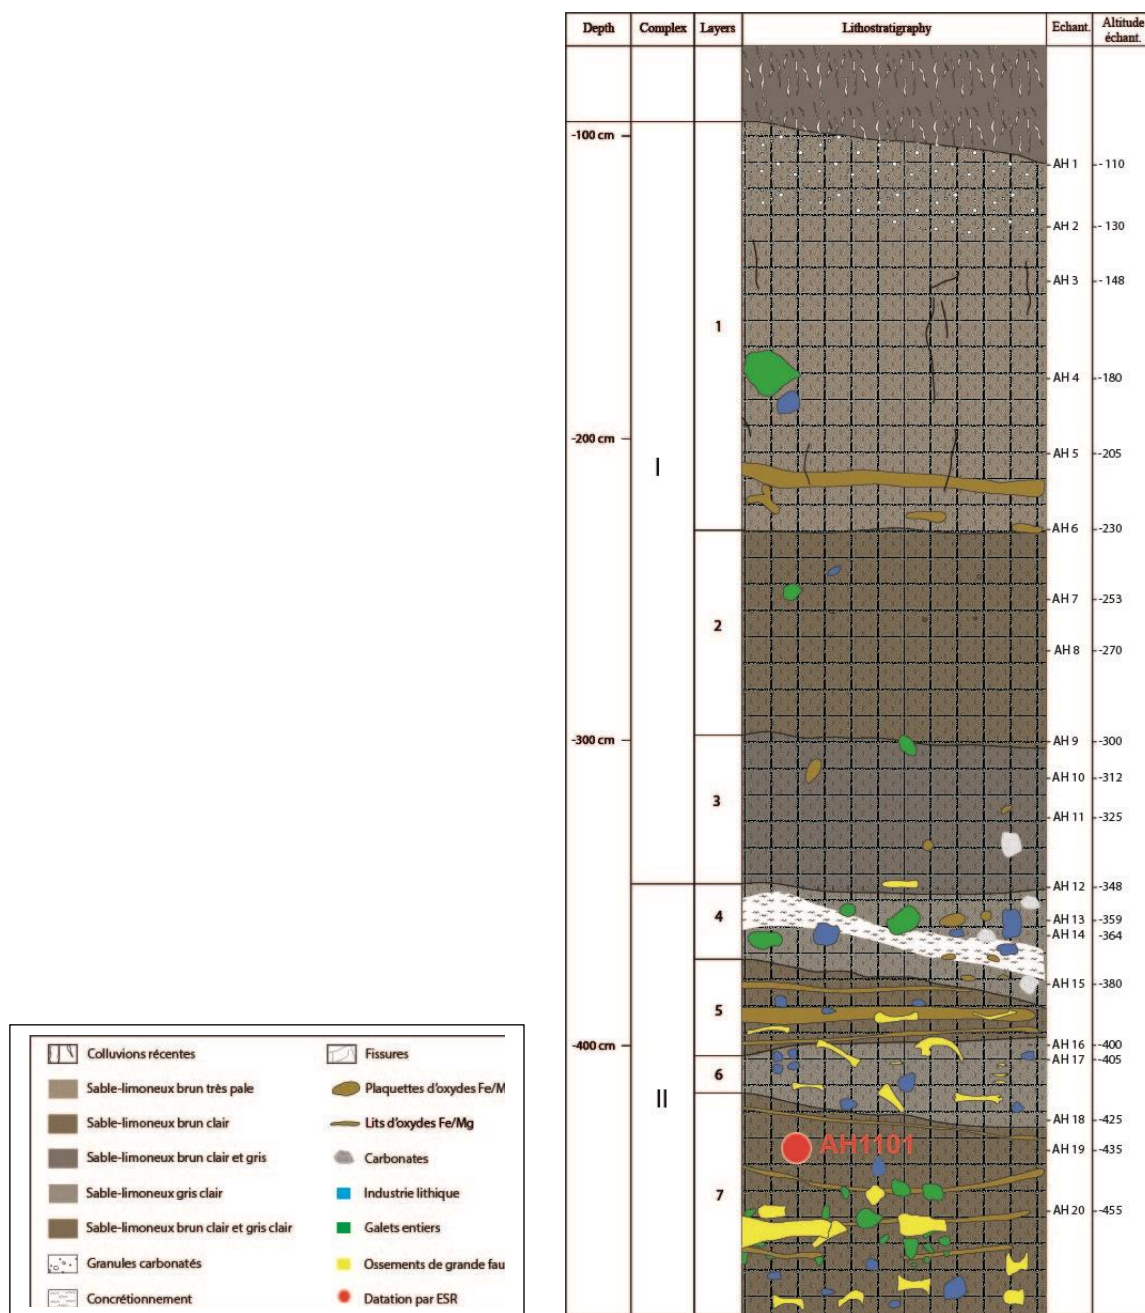 Depth Complex Layers Lithostratigraphy Echant. Altitude échant.
-100 cm
AH 1 - 110
AH 2 - 130
AH 3 - 148
1
AH 4 -180
-200 cm
AH 5 -205
I
AH 6 -230
AH 7 -253
2
AH 8 -270
-300 cm
AH 9 -300
AH 10 -312
3
AH 11 -325
AH 12 -348
4
AH 13 -359
AH 14 -364
AH 15 -380
5
-400 cm
AH 16 -400
AH 17 -405
6
II
AH 18 -425
AH1101
AH 19 -435
7
AH 20 -455
Colluvions récentes
Sable-limoneux brun très pale
Sable-limoneux brun clair
Sable-limoneux brun clair et gris
Sable-limoneux gris clair
Sable-limoneux brun clair et gris clair
Granules carbonatés
Concrétionnement
Fissures
Plaquettes d'oxydes Fe/M
Lits d'oxydes Fe/Mg
Carbonates
Industrie lithique
Galets entiers
Ossements de grande fau
Datation par ESR